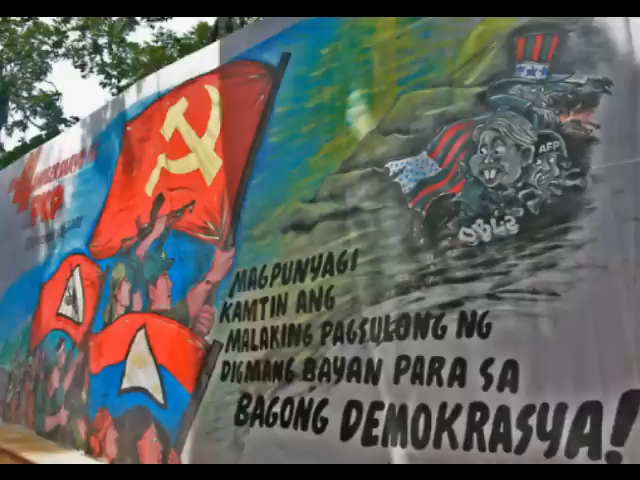 PKP
AFP
MAGPUNYAGI
KAMTIN ANG
MALAKING PAGSULONG NG
DIGMANG BAYAN PARA SA
BAGONG DEMOKRASYA!